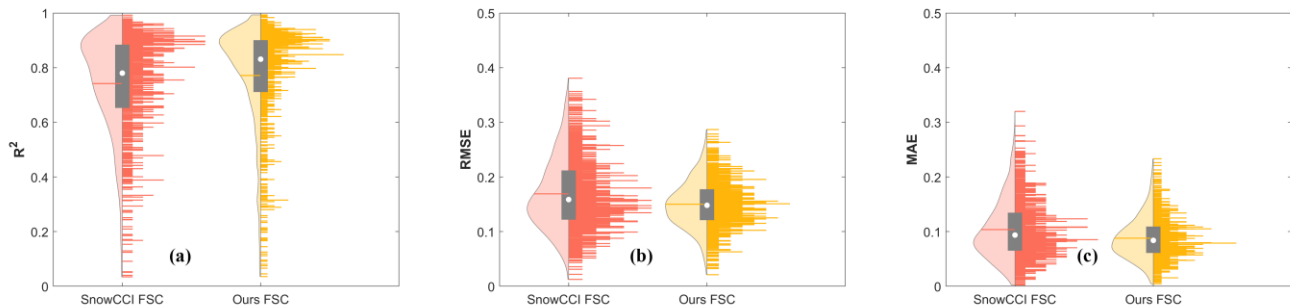 R²
1
0.8
0.6
0.4
0.2
0
(a)
SnowCCI FSC Ours FSC
RMSE
0.5
0.4
0.3
0.2
0.1
0
(b)
SnowCCI FSC Ours FSC
MAE
0.5
0.4
0.3
0.2
0.1
0
(c)
SnowCCI FSC Ours FSC